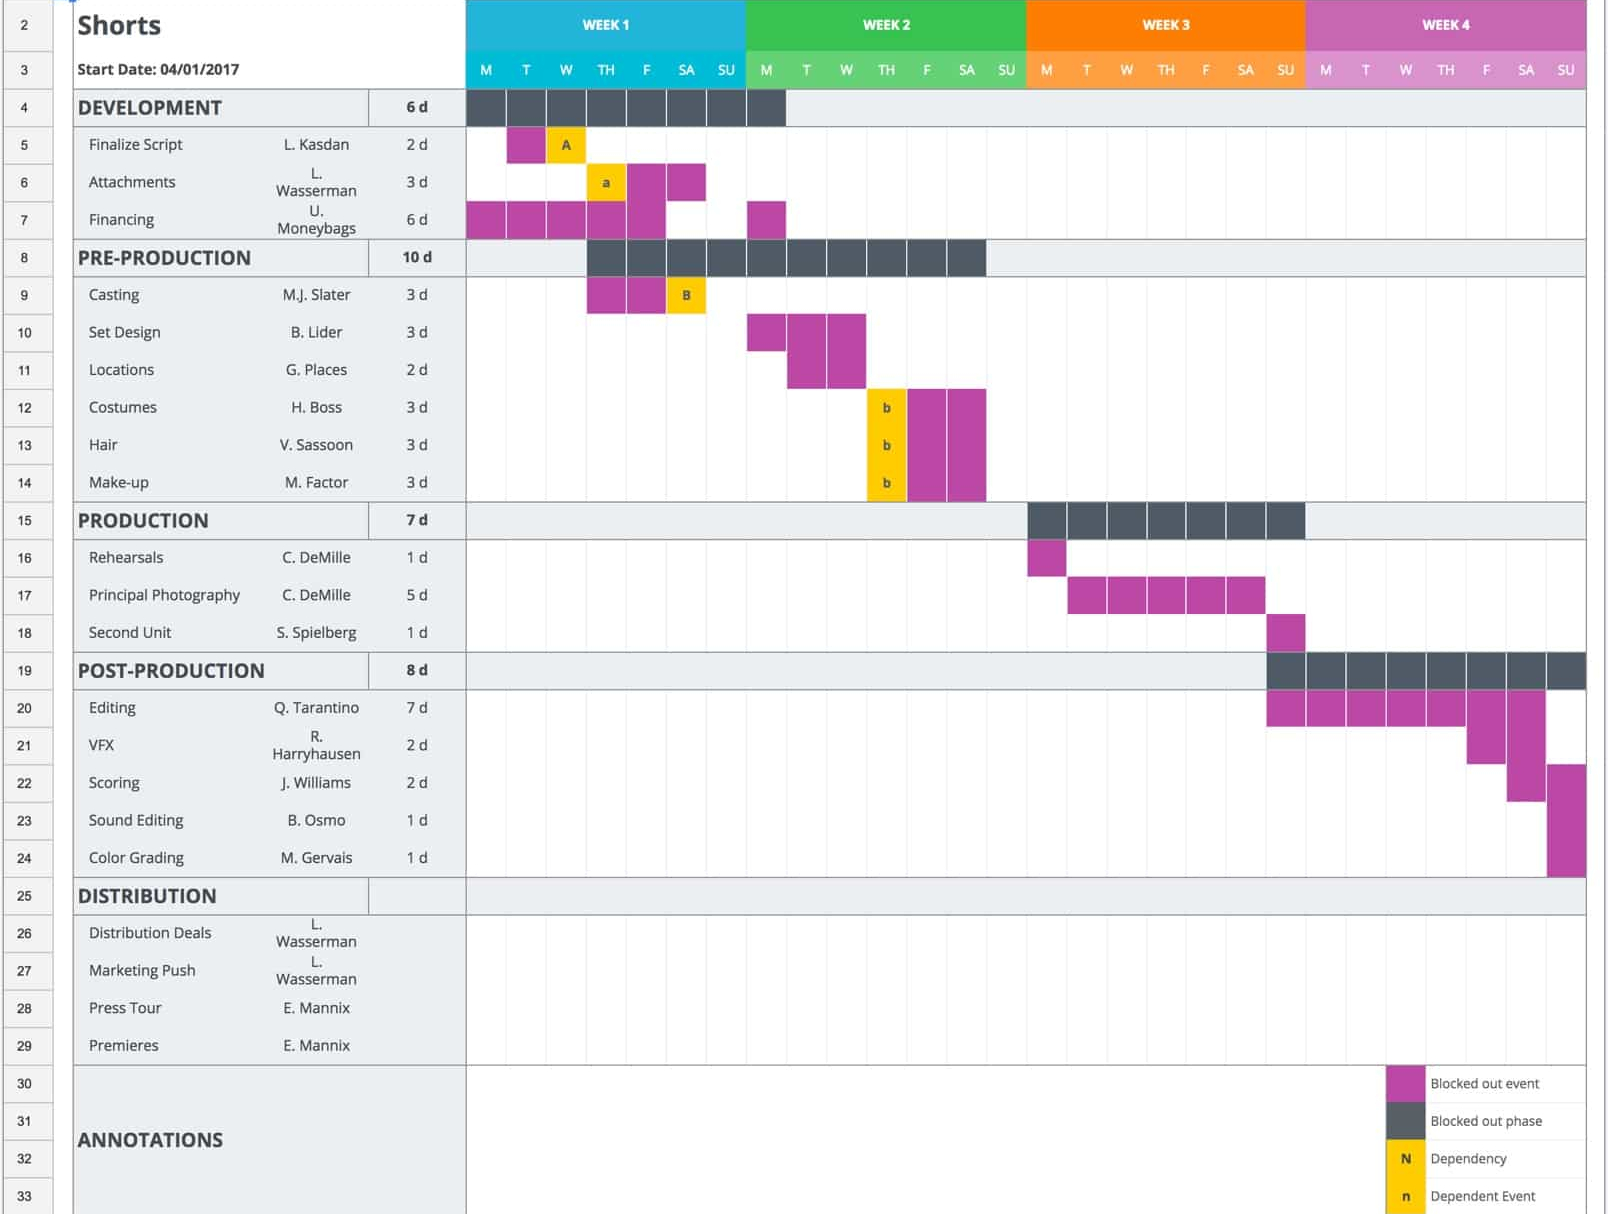 2 Shorts WEEK 1 WEEK 2 WEEK 3 WEEK 4
3 Start Date: 04/01/2017 M T W TH F SA SU M T W TH F SA SU M T W TH F SA SU M T W TH F SA SU
4 DEVELOPMENT 6 d
5 Finalize Script L. Kasdan 2 d A
6 Attachments L. Wasserman 3 d a
7 Financing U. Moneybags 6 d
8 PRE-PRODUCTION 10 d
9 Casting M.J. Slater 3 d B
10 Set Design B. Lider 3 d
11 Locations G. Places 2 d
12 Costumes H. Boss 3 d b
13 Hair V. Sassoon 3 d b
14 Make-up M. Factor 3 d b
15 PRODUCTION 7 d
16 Rehearsals C. DeMille 1 d
17 Principal Photography C. DeMille 5 d
18 Second Unit S. Spielberg 1 d
19 POST-PRODUCTION 8 d
20 Editing Q. Tarantino 7 d
21 VFX R. Harryhausen 2 d
22 Scoring J. Williams 2 d
23 Sound Editing B. Osmo 1 d
24 Color Grading M. Gervais 1 d
25 DISTRIBUTION
26 Distribution Deals L. Wasserman
27 Marketing Push L. Wasserman
28 Press Tour E. Mannix
29 Premieres E. Mannix
30 Blocked out event
31 Blocked out phase
ANNOTATIONS
32 N Dependency
33 n Dependent Event